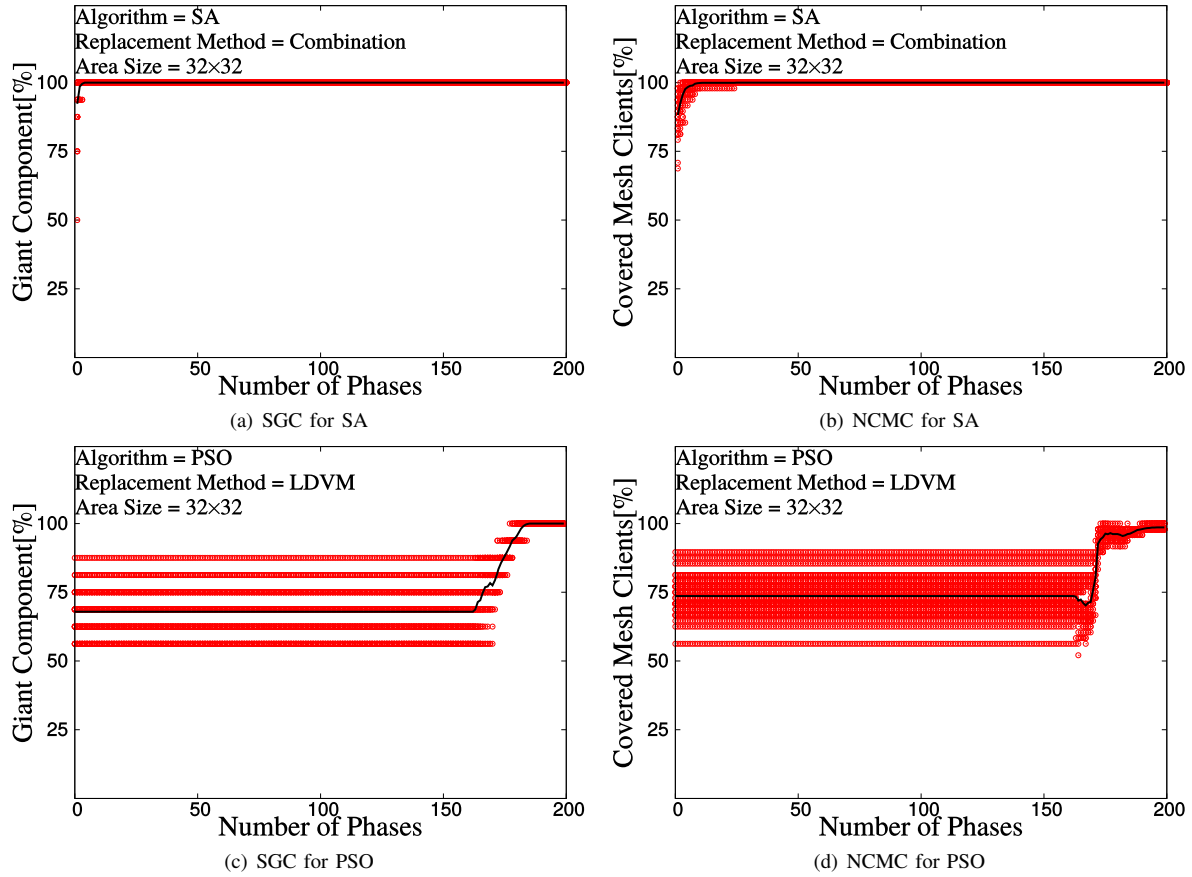 Algorithm = SA
Replacement Method = Combination
Area Size = 32×32
Giant Component[%]
100
75
50
25
0 50 100 150 200
Number of Phases
(a) SGC for SA
Algorithm = SA
Replacement Method = Combination
Area Size = 32×32
Covered Mesh Clients[%]
100
75
50
25
0 50 100 150 200
Number of Phases
(b) NCMC for SA
Algorithm = PSO
Replacement Method = LDVM
Area Size = 32×32
Giant Component[%]
100
75
50
25
0 50 100 150 200
Number of Phases
(c) SGC for PSO
Algorithm = PSO
Replacement Method = LDVM
Area Size = 32×32
Covered Mesh Clients[%]
100
75
50
25
0 50 100 150 200
Number of Phases
(d) NCMC for PSO